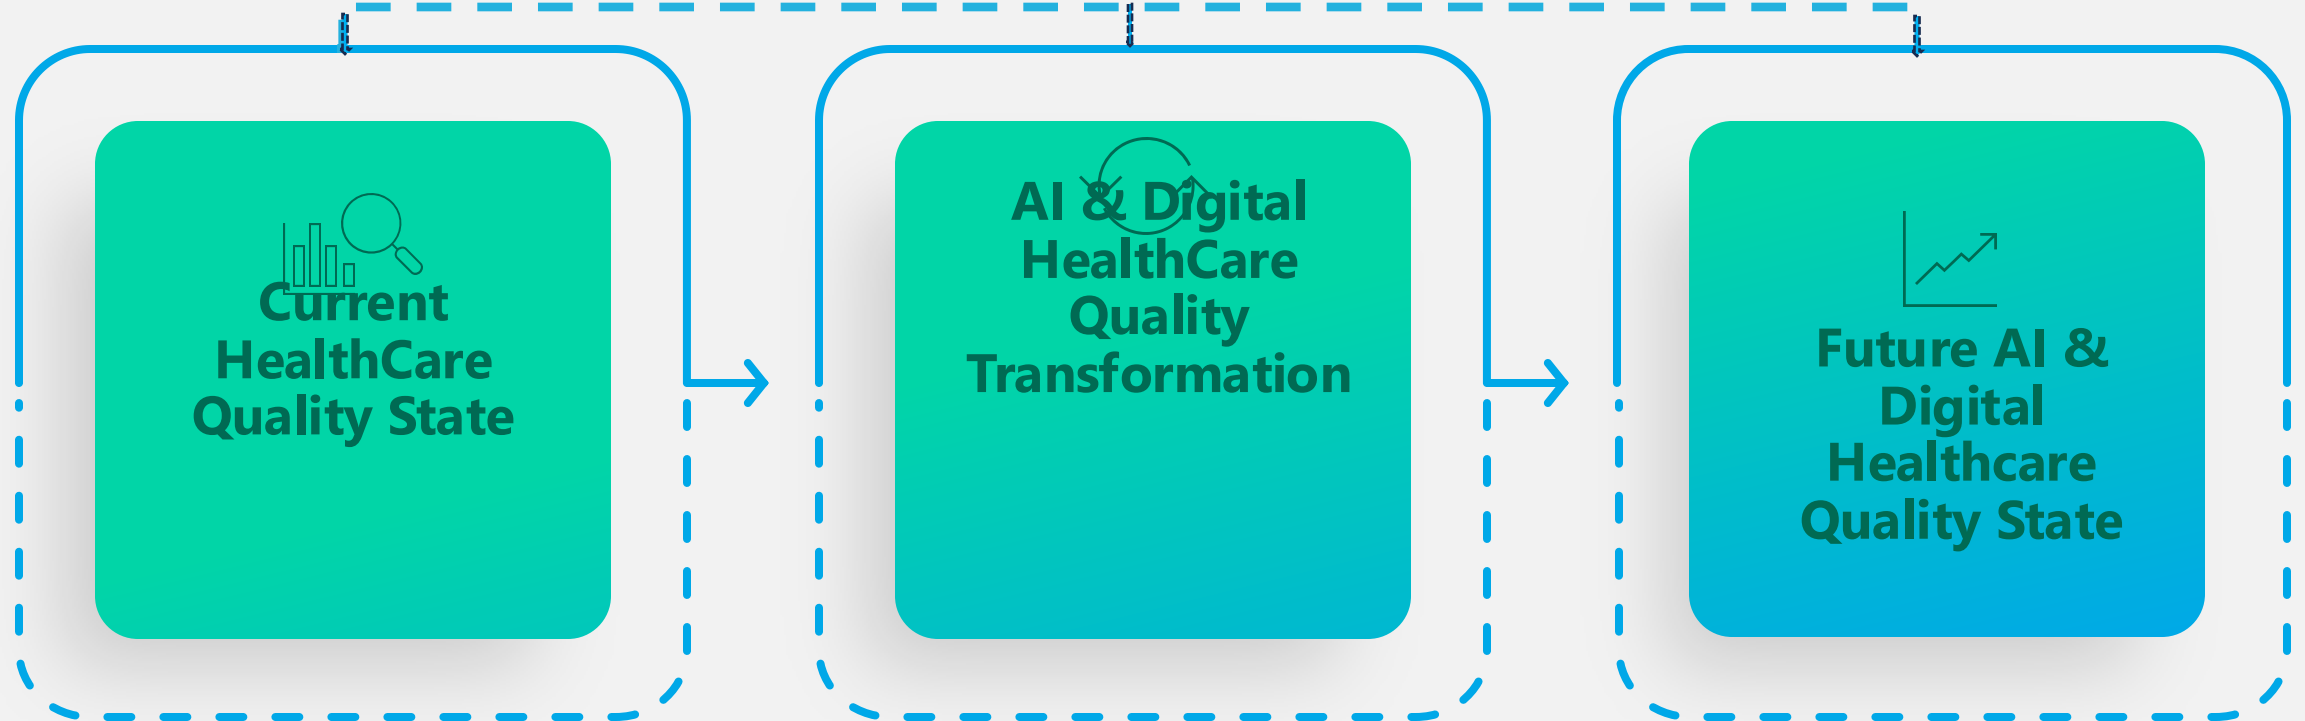 Current
HealthCare
Quality State
AI & Digital
HealthCare
Quality
Transformation
Future AI &
Digital
Healthcare
Quality State